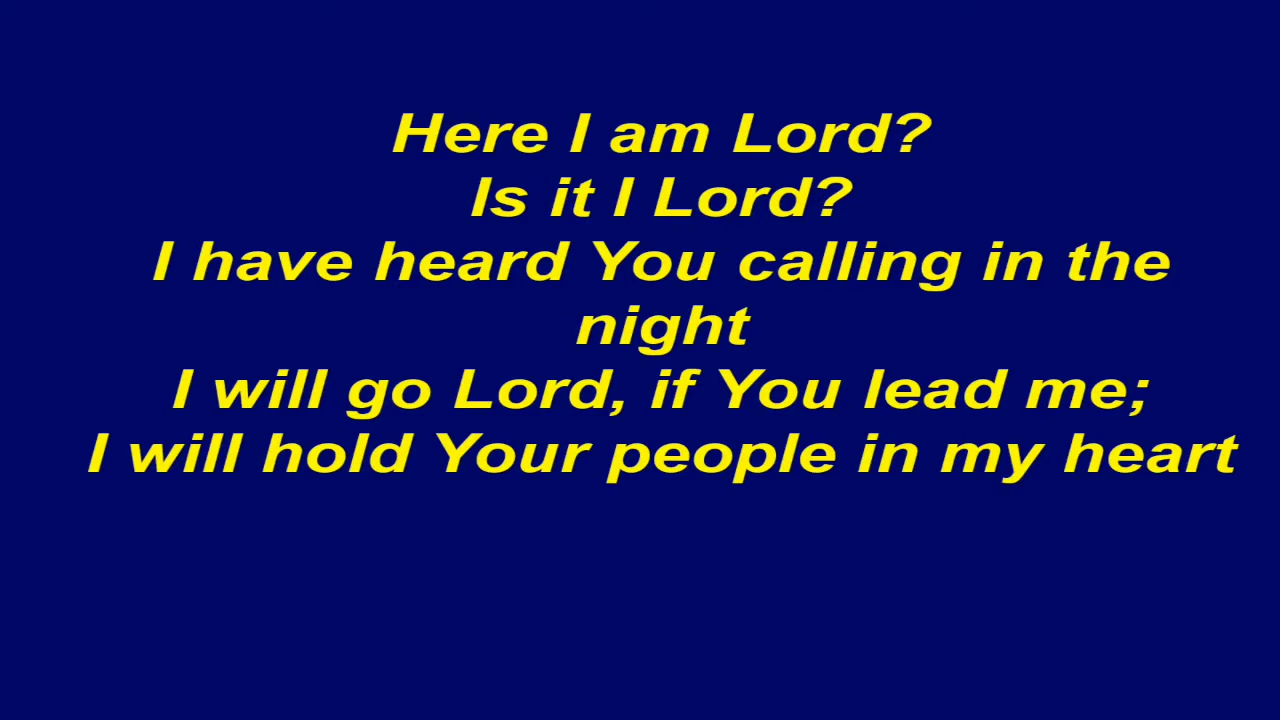 Here I am Lord?
Is it I Lord?
I have heard You calling in the
night
I will go Lord, if You lead me;
I will hold Your people in my heart